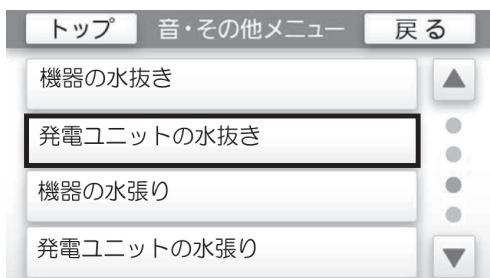 トップ 音・その他メニュー 戻る
機器の水抜き
発電ユニットの水抜き
機器の水張り
発電ユニットの水張り